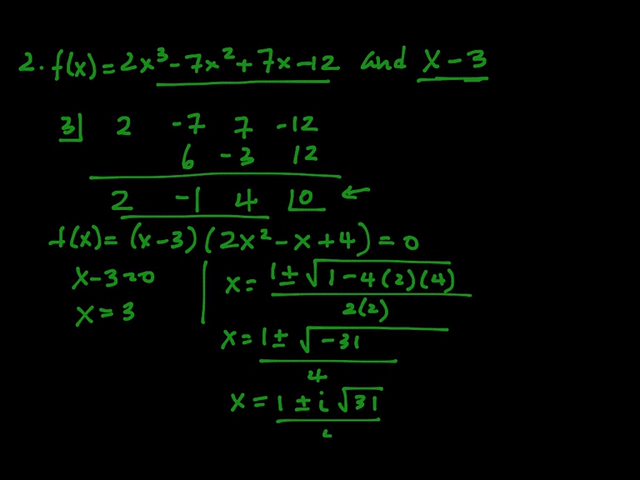 2. f(x) = 2x³ - 7x² + 7x - 12 and x - 3
3| 2 -7 7 -12
6 -3 12
2 -1 4 |0 ←
f(x) = (x-3)(2x² - x + 4) = 0
x - 3 = 0
x = 3
x = 1 ± √1 - 4(2)(4) / 2(2)
x = 1 ± √-31 / 4
x = 1 ± i √31